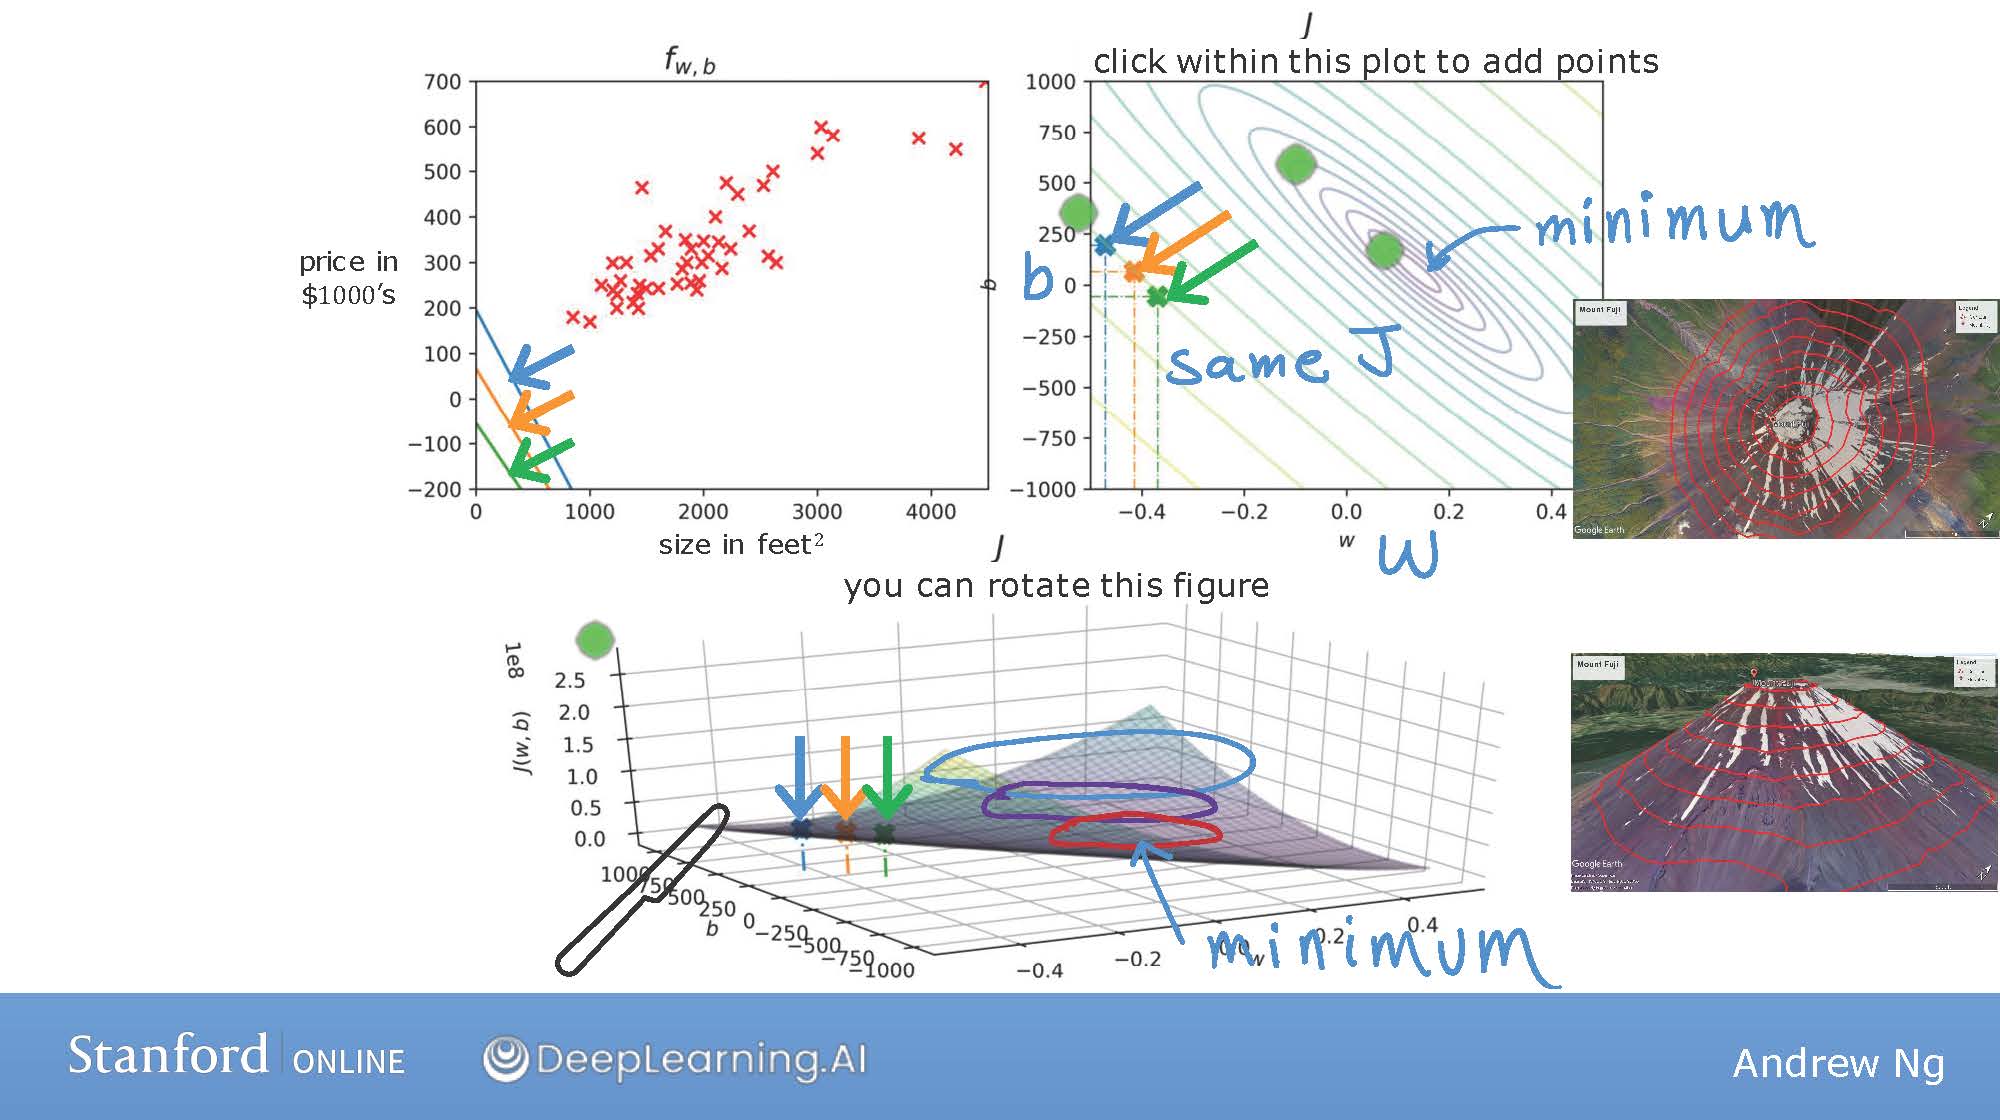 f_{w,b}
700
600
500
400
300
200
100
0
−100
−200
price in
$1000's
0 1000 2000 3000 4000
size in feet²
J
click within this plot to add points
1000
750
500
250
0
−250
−500
−750
−1000
b
b
minimum
same J
−0.4 −0.2 0.0 0.2 0.4
w
W
Mount Fuji
Legend
Google Earth
J
you can rotate this figure
1e8
J(w, b)
2.5
2.0
1.5
1.0
0.5
0.0
1000
750
500
250
0
−250
−500
−750
−1000
b
−0.4
−0.2
0.0
0.2
0.4
w
minimum
Mount Fuji
Legend
Google Earth
Stanford | ONLINE
DeepLearning.AI
Andrew Ng